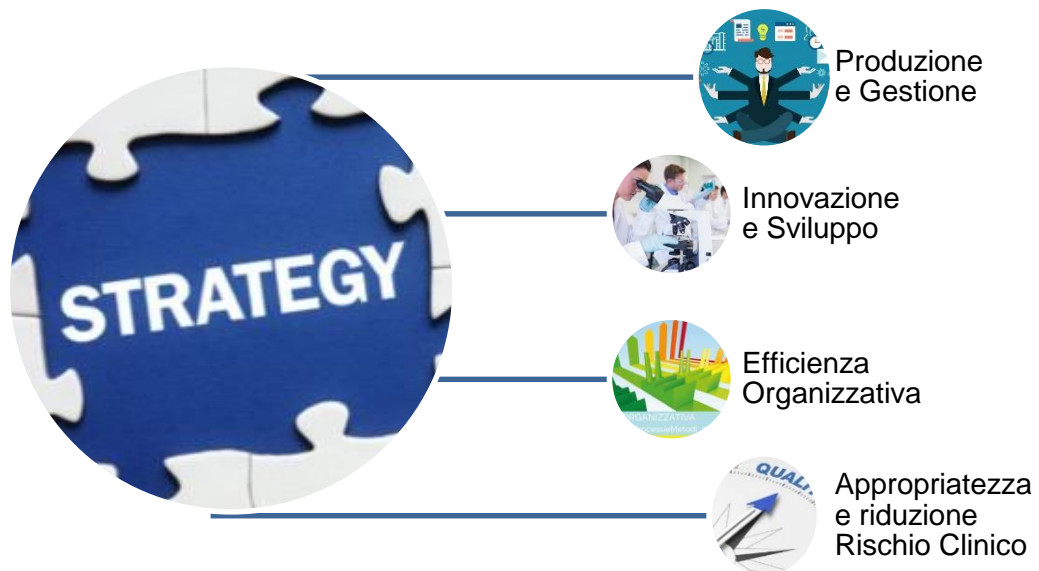 STRATEGY
Produzione
e Gestione
Innovazione
e Sviluppo
Efficienza
Organizzativa
Appropriatezza
e riduzione
Rischio Clinico